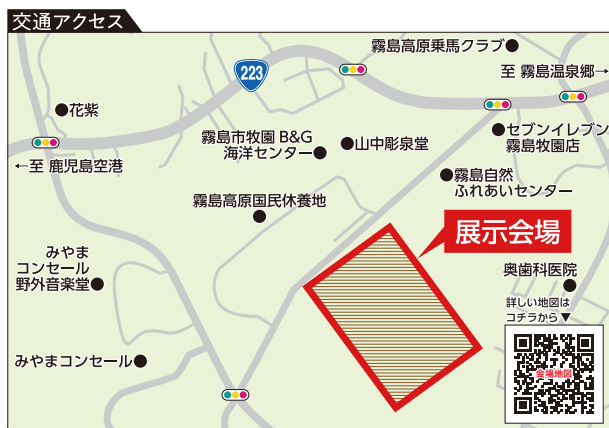 交通アクセス
霧島高原乗馬クラブ
223
至 霧島温泉郷→
花紫
セブンイレブン
霧島牧園店
霧島市牧園 B&G
海洋センター
山中彫泉堂
←至 鹿児島空港
霧島自然
ふれあいセンター
霧島高原国民休養地
展示会場
みやま
コンセール
野外音楽堂
奥歯科医院
詳しい地図は
コチラから▼
会場地図
みやまコンセール